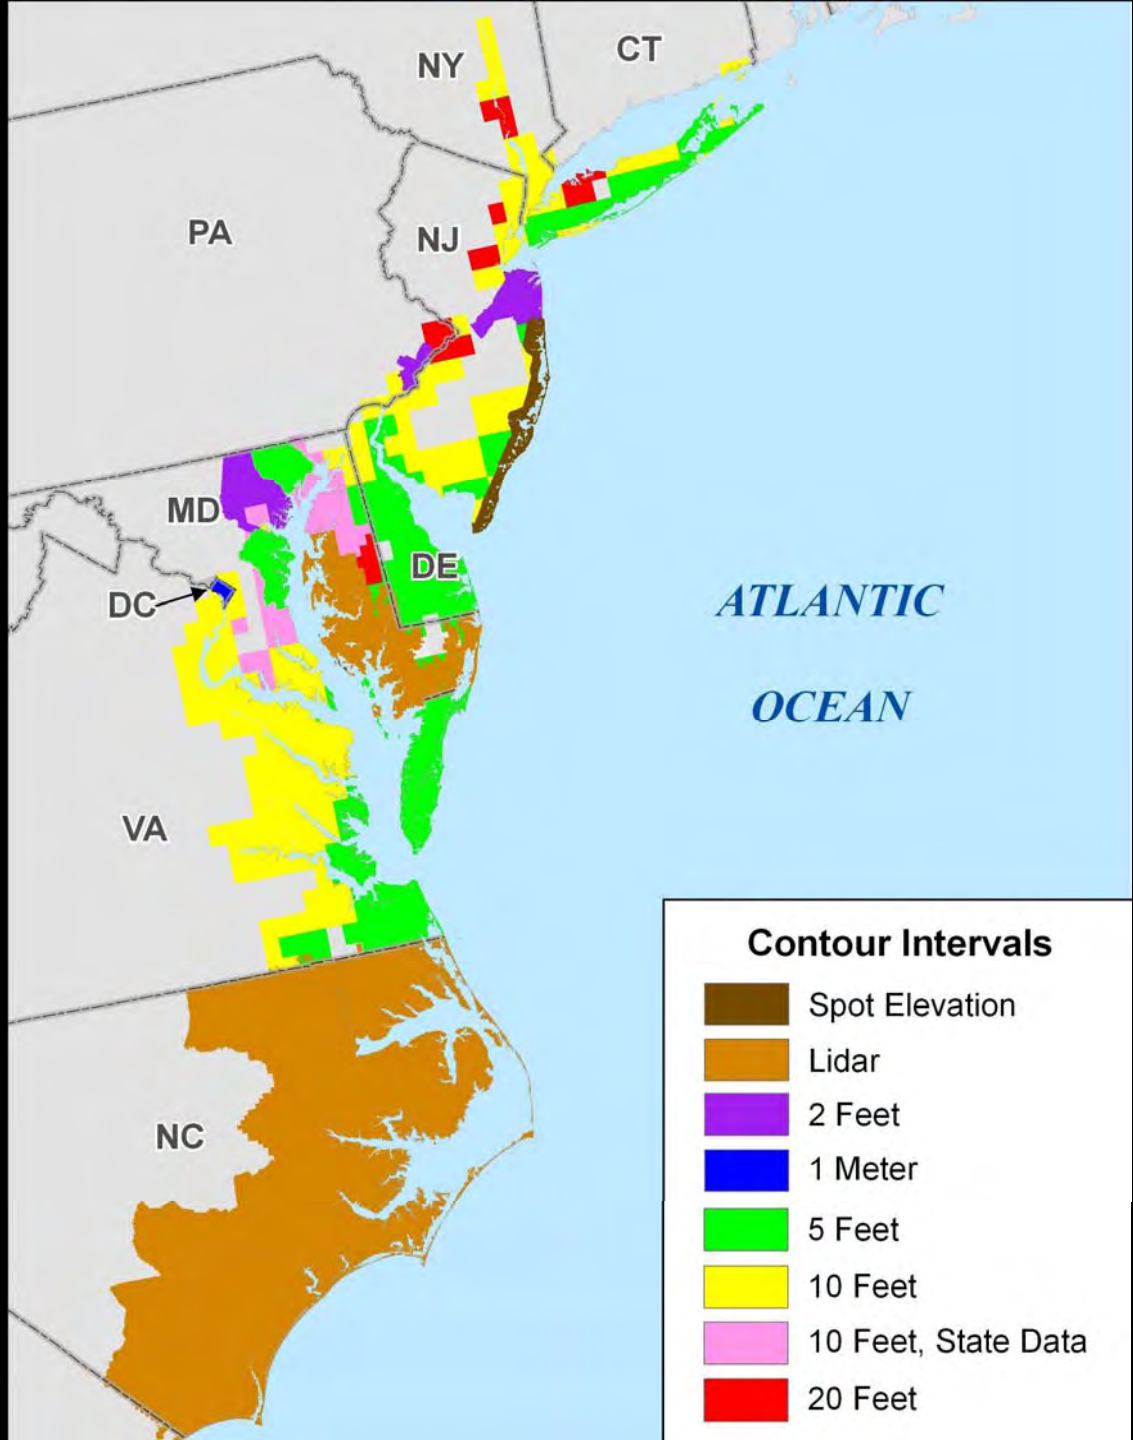 NY
CT
PA
NJ
MD
DE
DC
ATLANTIC
OCEAN
VA
NC
Contour Intervals
Spot Elevation
Lidar
2 Feet
1 Meter
5 Feet
10 Feet
10 Feet, State Data
20 Feet